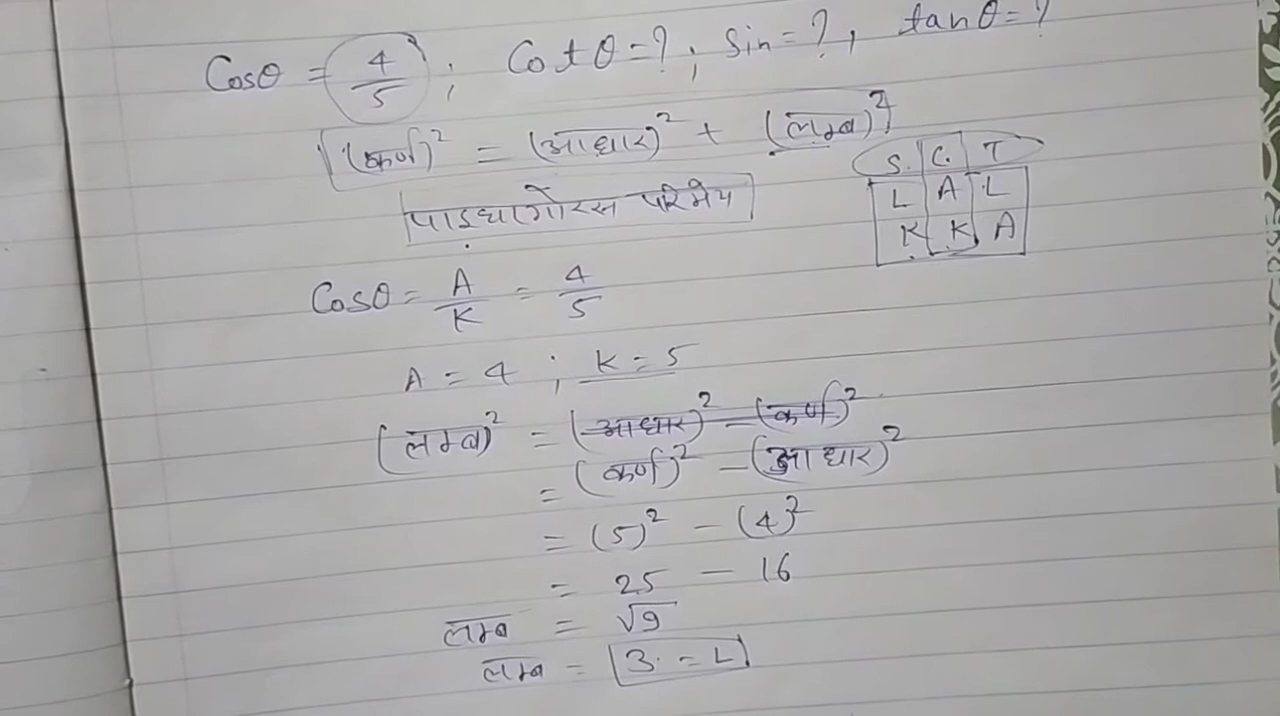 Cosθ = 4/5 ; Cotθ = ? ; Sin = ? , tanθ = ?
(कर्ण)² = (आधार)² + (लम्ब)²
पाइथागोरस परिमेय
S. C. T
L A L
K K A
Cosθ = A/K = 4/5
A = 4 ; K = 5
(लम्ब)² = (आधार)² - (कर्ण)²
= (कर्ण)² - (आधार)²
= (5)² - (4)²
= 25 - 16
लम्ब = √9
लम्ब = 3. = L